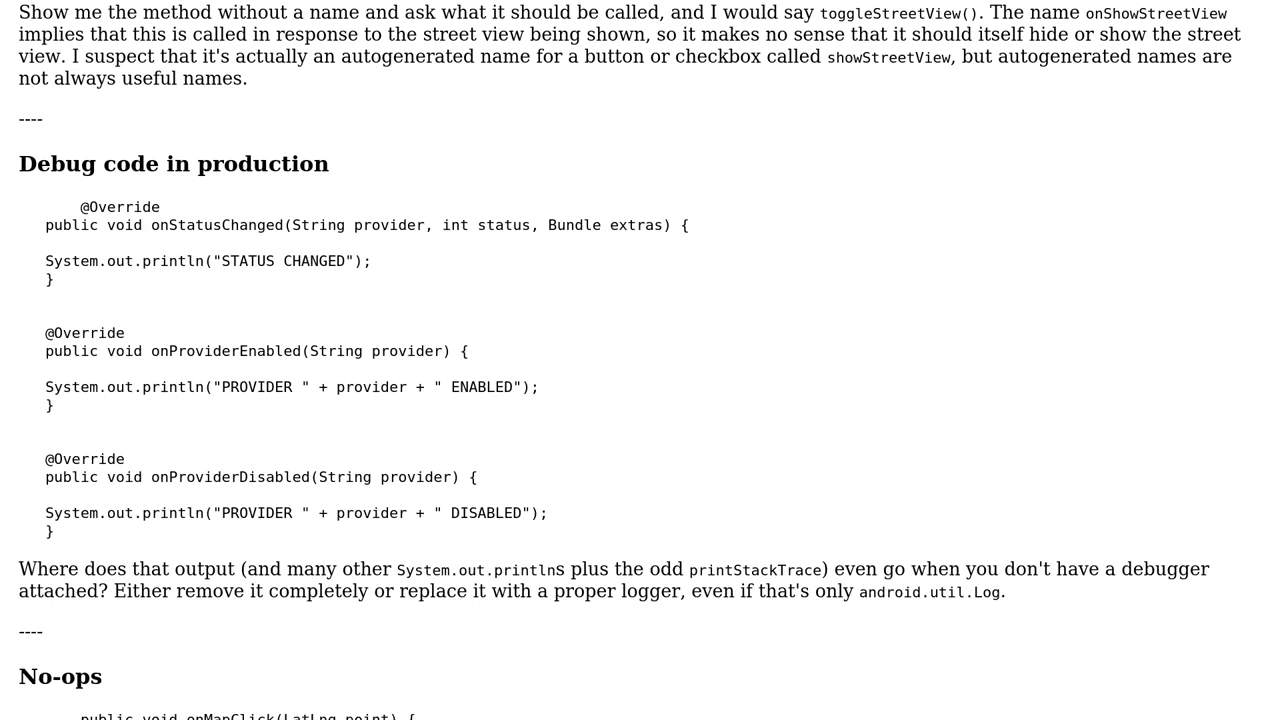 Show me the method without a name and ask what it should be called, and I would say toggleStreetView(). The name onShowStreetView
implies that this is called in response to the street view being shown, so it makes no sense that it should itself hide or show the street
view. I suspect that it's actually an autogenerated name for a button or checkbox called showStreetView, but autogenerated names are
not always useful names.
----
Debug code in production
@Override
public void onStatusChanged(String provider, int status, Bundle extras) {
System.out.println("STATUS CHANGED");
}
@Override
public void onProviderEnabled(String provider) {
System.out.println("PROVIDER " + provider + " ENABLED");
}
@Override
public void onProviderDisabled(String provider) {
System.out.println("PROVIDER " + provider + " DISABLED");
}
Where does that output (and many other System.out.printlns plus the odd printStackTrace) even go when you don't have a debugger
attached? Either remove it completely or replace it with a proper logger, even if that's only android.util.Log.
----
No-ops
public void onMapClick(LatLng point) {